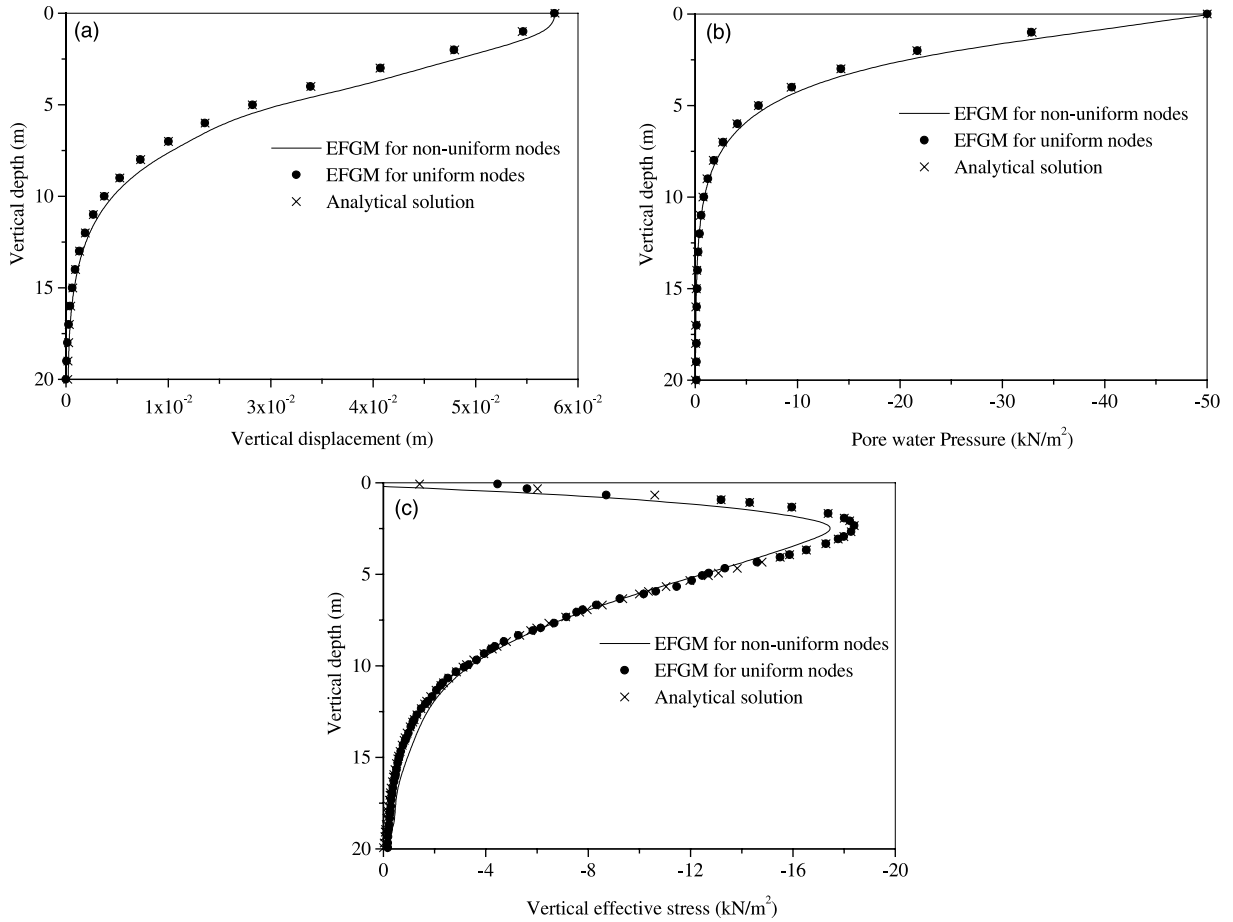 (a)
0
5
10
15
20
Vertical depth (m)
EFGM for non-uniform nodes
EFGM for uniform nodes
Analytical solution
0 1x10-2 2x10-2 3x10-2 4x10-2 5x10-2 6x10-2
Vertical displacement (m)
(b)
0
5
10
15
20
Vertical depth (m)
EFGM for non-uniform nodes
EFGM for uniform nodes
Analytical solution
0 -10 -20 -30 -40 -50
Pore water Pressure (kN/m2)
(c)
0
5
10
15
20
Vertical depth (m)
EFGM for non-uniform nodes
EFGM for uniform nodes
Analytical solution
0 -4 -8 -12 -16 -20
Vertical effective stress (kN/m2)